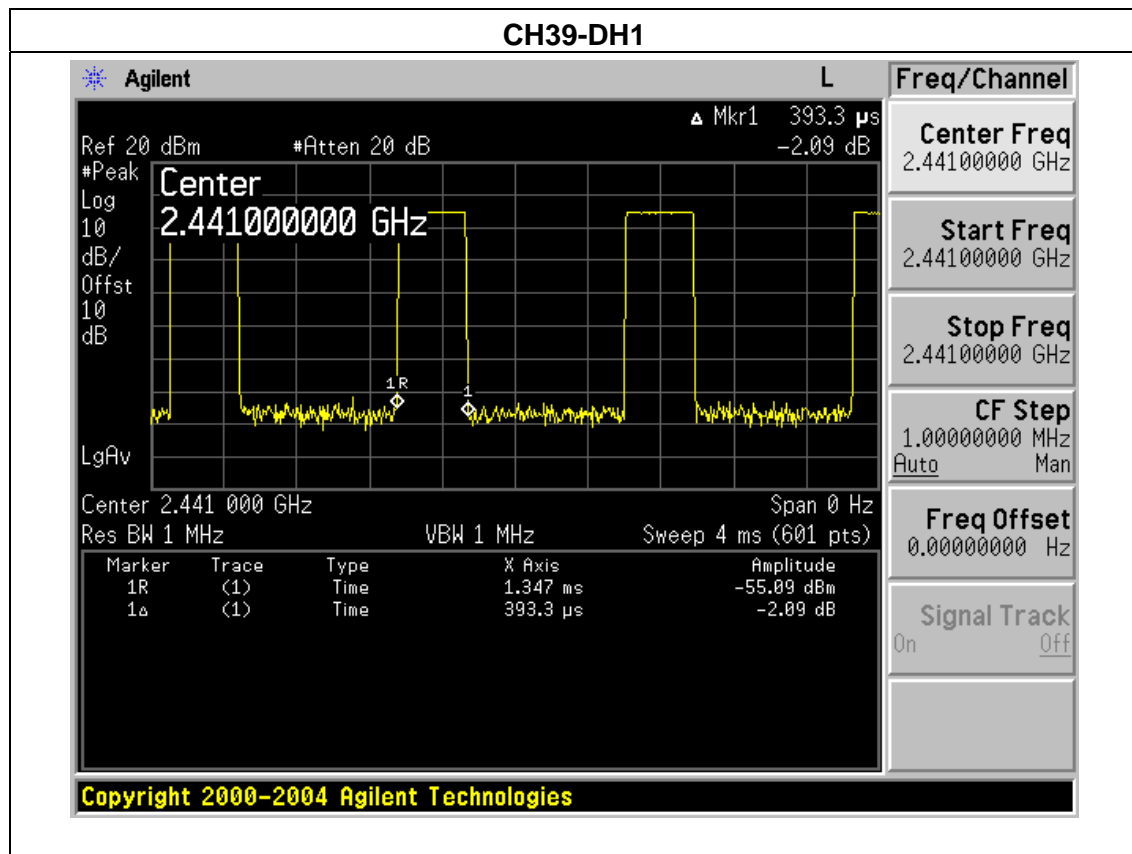 CH39-DH1
Agilent L
Δ Mkr1 393.3 µs
Ref 20 dBm #Atten 20 dB -2.09 dB
#Peak
Log
10
dB/
Offst
10
dB
LgAv
Center
2.441000000 GHz
1R
1
Center 2.441 000 GHz Span 0 Hz
Res BW 1 MHz VBW 1 MHz Sweep 4 ms (601 pts)
Marker Trace Type X Axis Amplitude
1R (1) Time 1.347 ms -55.09 dBm
1Δ (1) Time 393.3 µs -2.09 dB
Freq/Channel
Center Freq
2.44100000 GHz
Start Freq
2.44100000 GHz
Stop Freq
2.44100000 GHz
CF Step
1.00000000 MHz
Auto Man
Freq Offset
0.00000000 Hz
Signal Track
On Off
Copyright 2000-2004 Agilent Technologies